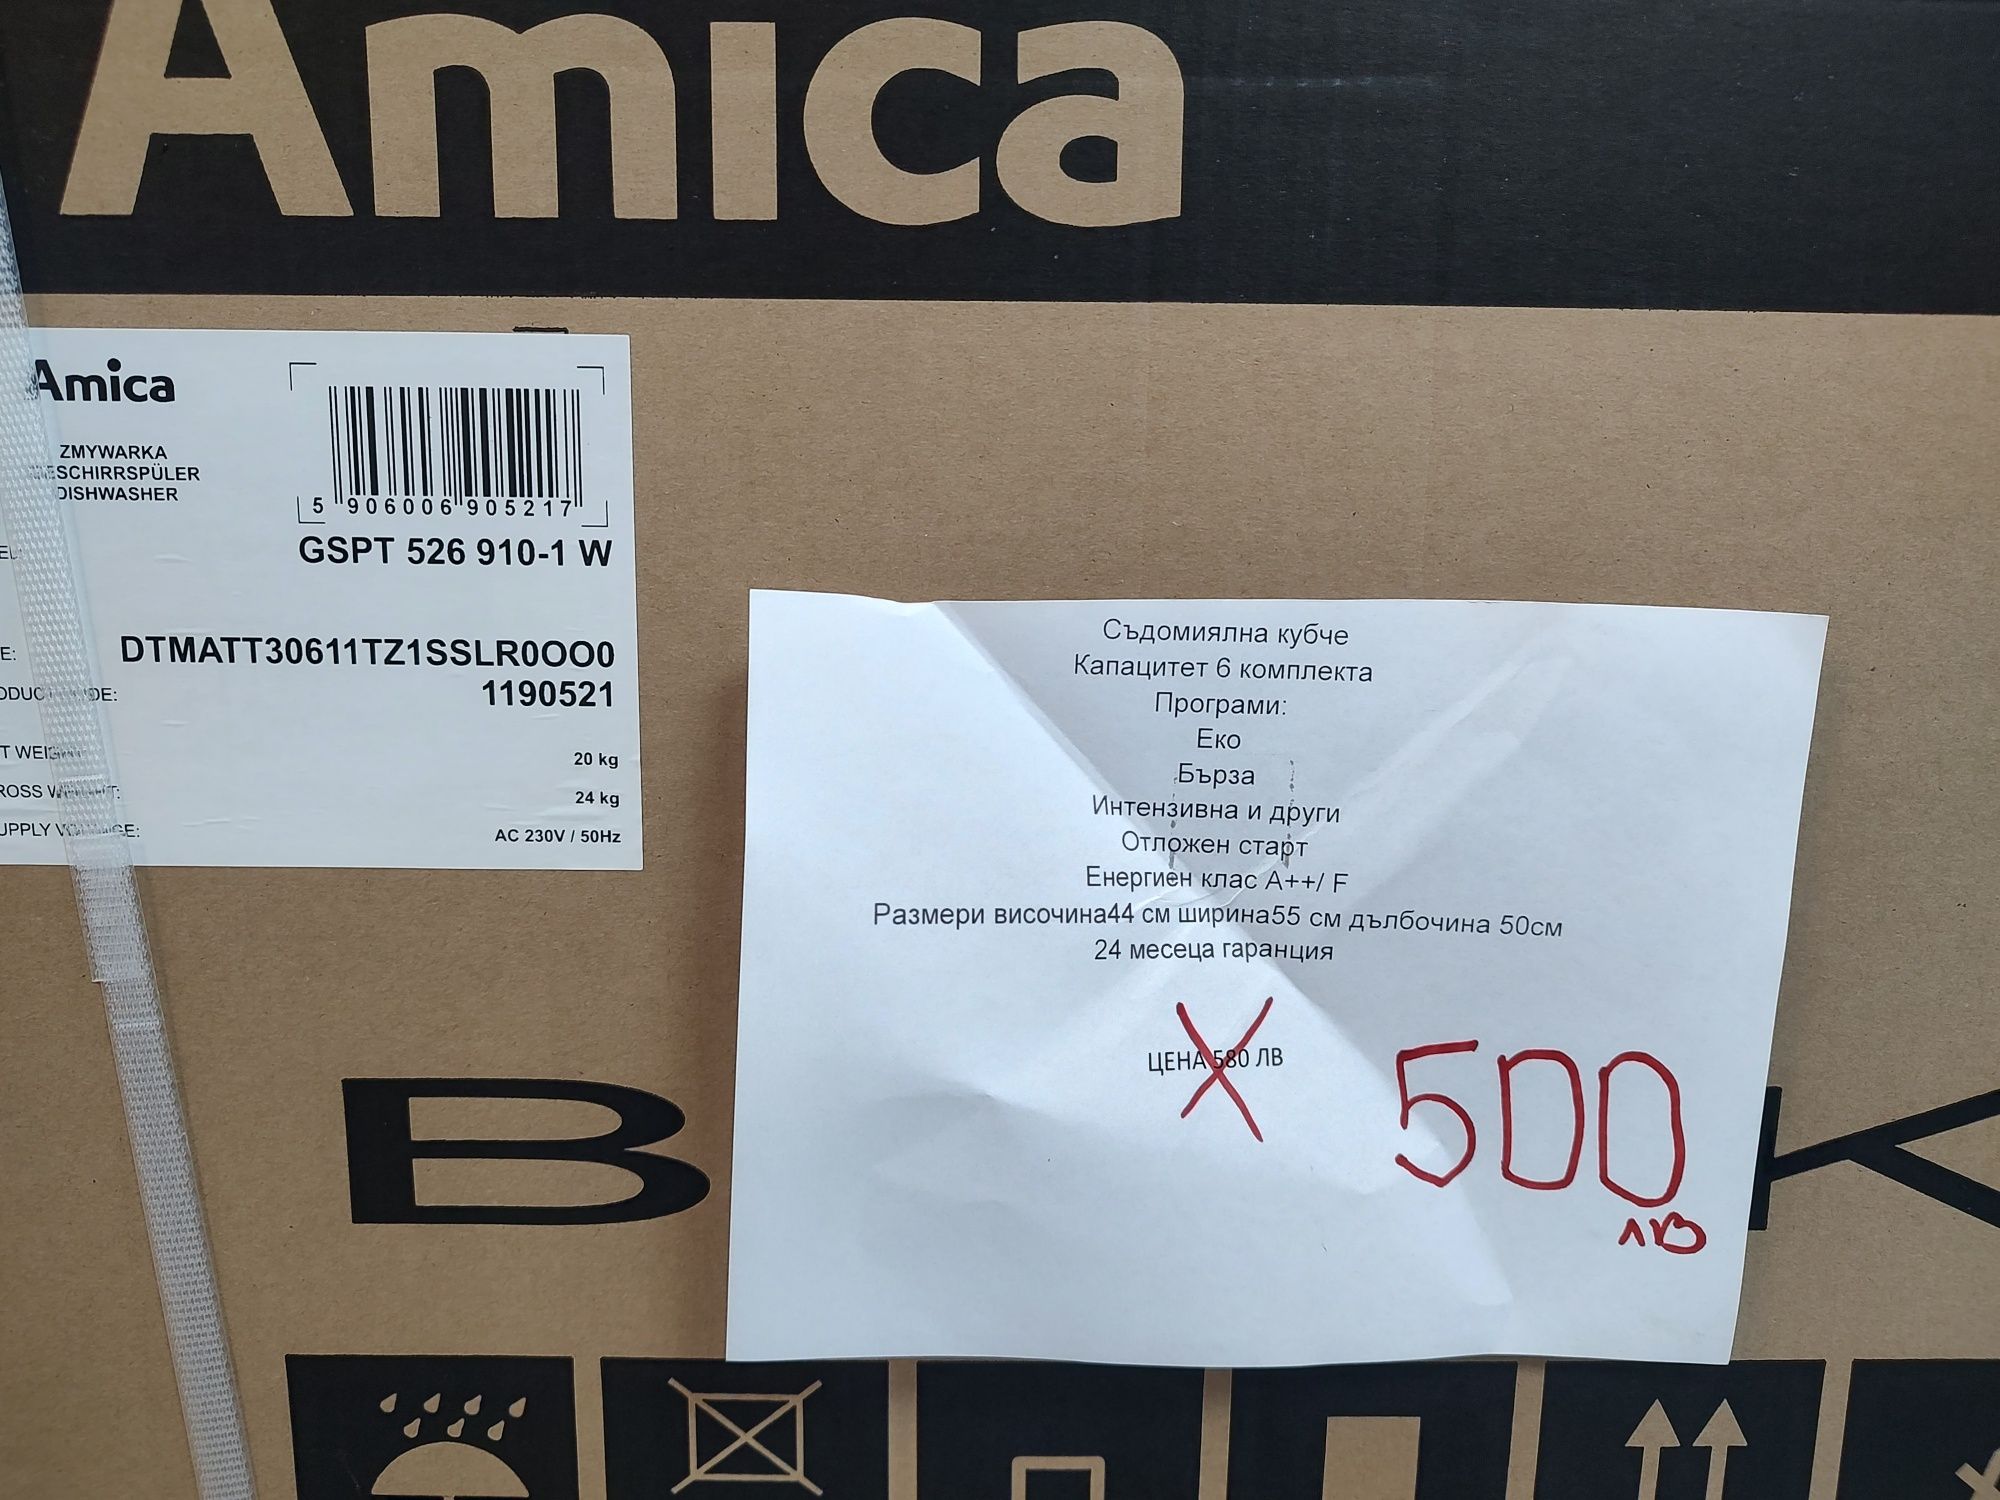 Amica
Amica
ZMYWARKA
DISHWASHER
5 906006 905217
GSPT 526 910-1 W
DTMATT30611TZ1SSLR0OO0
1190521
20 kg
24 kg
AC 230V / 50Hz
Съдомиялна кубче
Капацитет 6 комплекта
Програми:
Еко
Бърза
Интензивна и други
Отложен старт
Енергиен клас А++/ F
Размери височина44 см ширина55 см дълбочина 50см
24 месеца гаранция
ЦЕНА 580 ЛВ
500
лв